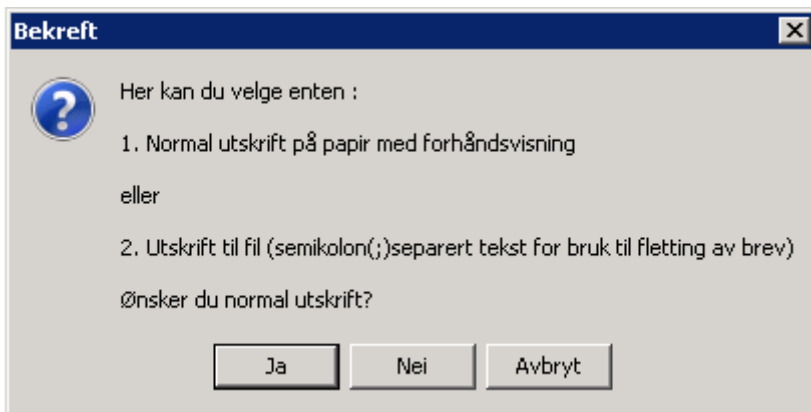 Bekreft
Her kan du velge enten :
1. Normal utskrift på papir med forhåndsvisning
eller
2. Utskrift til fil (semikolon(;)separert tekst for bruk til fletting av brev)
Ønsker du normal utskrift?
Ja Nei Avbryt